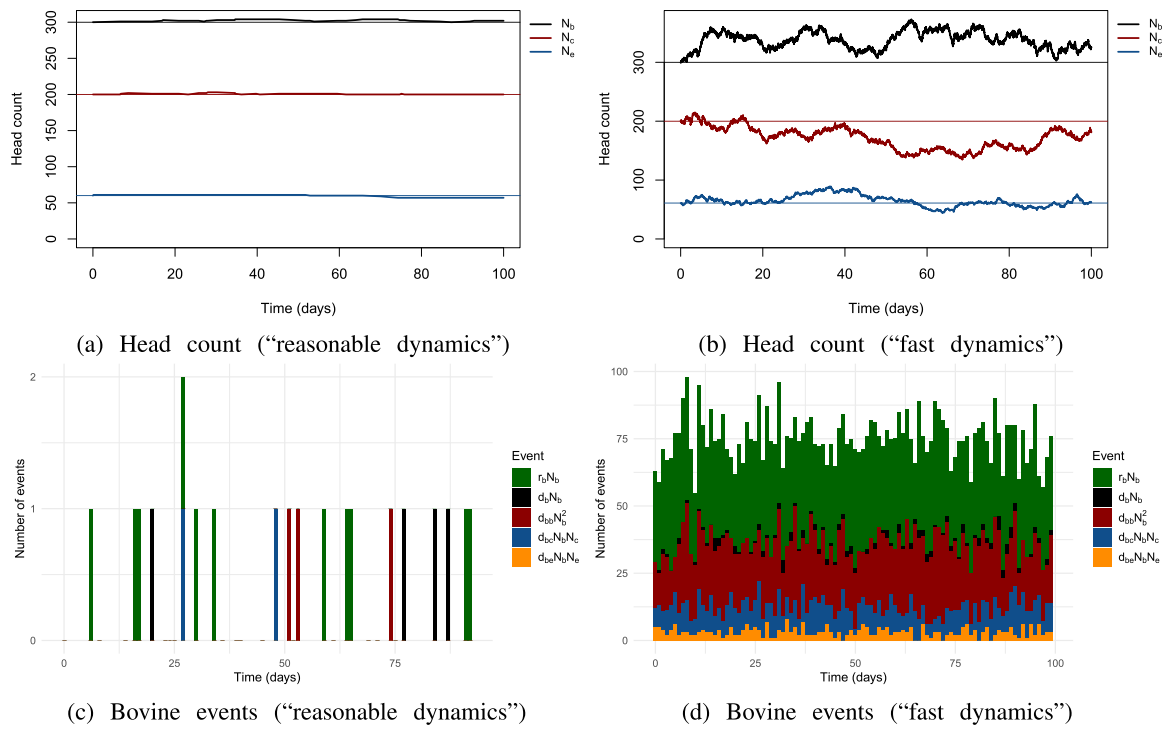 Head count
300
250
200
150
100
50
0
0 20 40 60 80 100
Time (days)
N_b
N_c
N_e
(a) Head count (“reasonable dynamics”)
Head count
300
200
100
0
0 20 40 60 80 100
Time (days)
N_b
N_c
N_e
(b) Head count (“fast dynamics”)
Number of events
2
1
0
0 25 50 75
Time (days)
Event
r_bN_b
d_bN_b
d_bbN_b^2
d_bcN_bN_c
d_beN_bN_e
(c) Bovine events (“reasonable dynamics”)
Number of events
100
75
50
25
0
0 25 50 75 100
Time (days)
Event
r_bN_b
d_bN_b
d_bbN_b^2
d_bcN_bN_c
d_beN_bN_e
(d) Bovine events (“fast dynamics”)